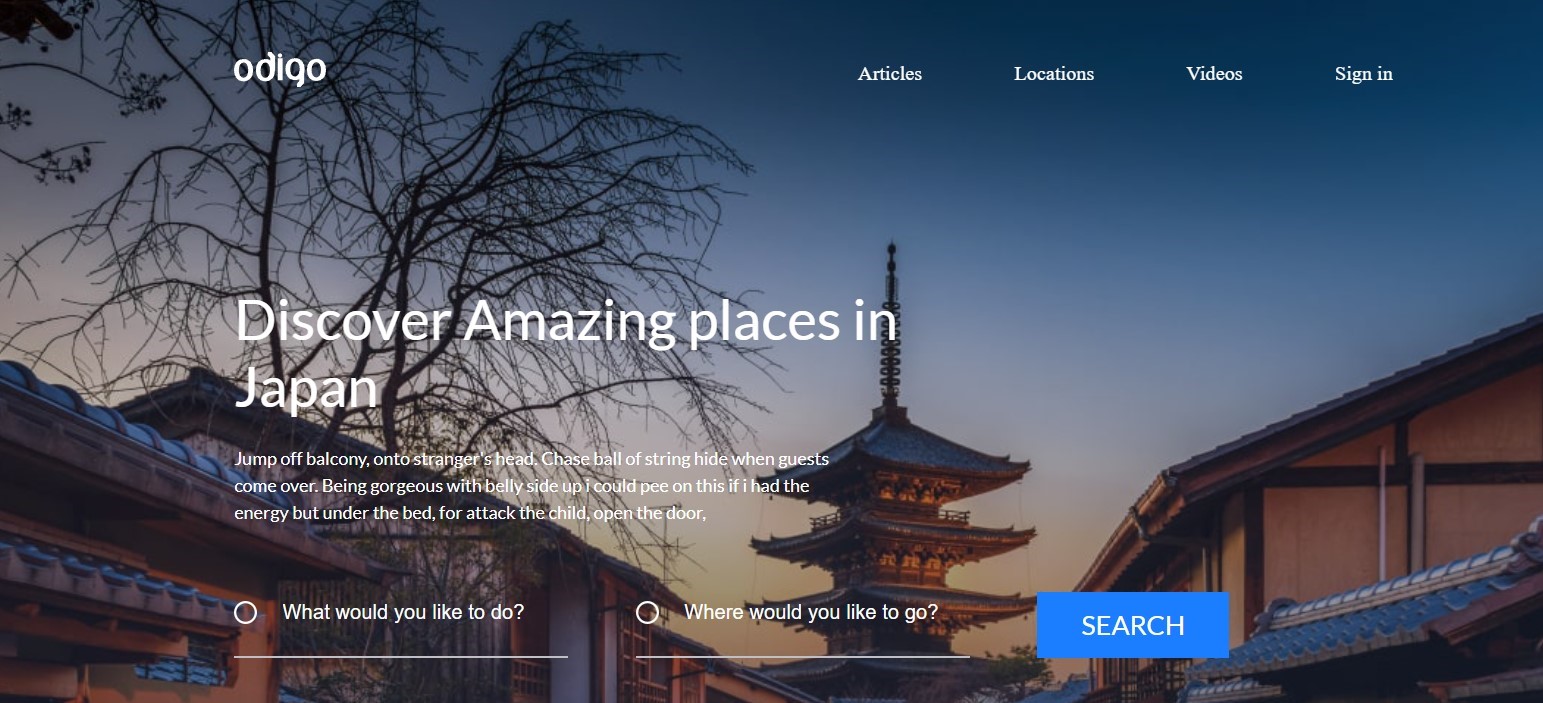 odigo
Articles
Locations
Videos
Sign in
Discover Amazing places in
Japan
Jump off balcony, onto stranger's head. Chase ball of string hide when guests
come over. Being gorgeous with belly side up i could pee on this if i had the
energy but under the bed, for attack the child, open the door,
What would you like to do?
Where would you like to go?
SEARCH